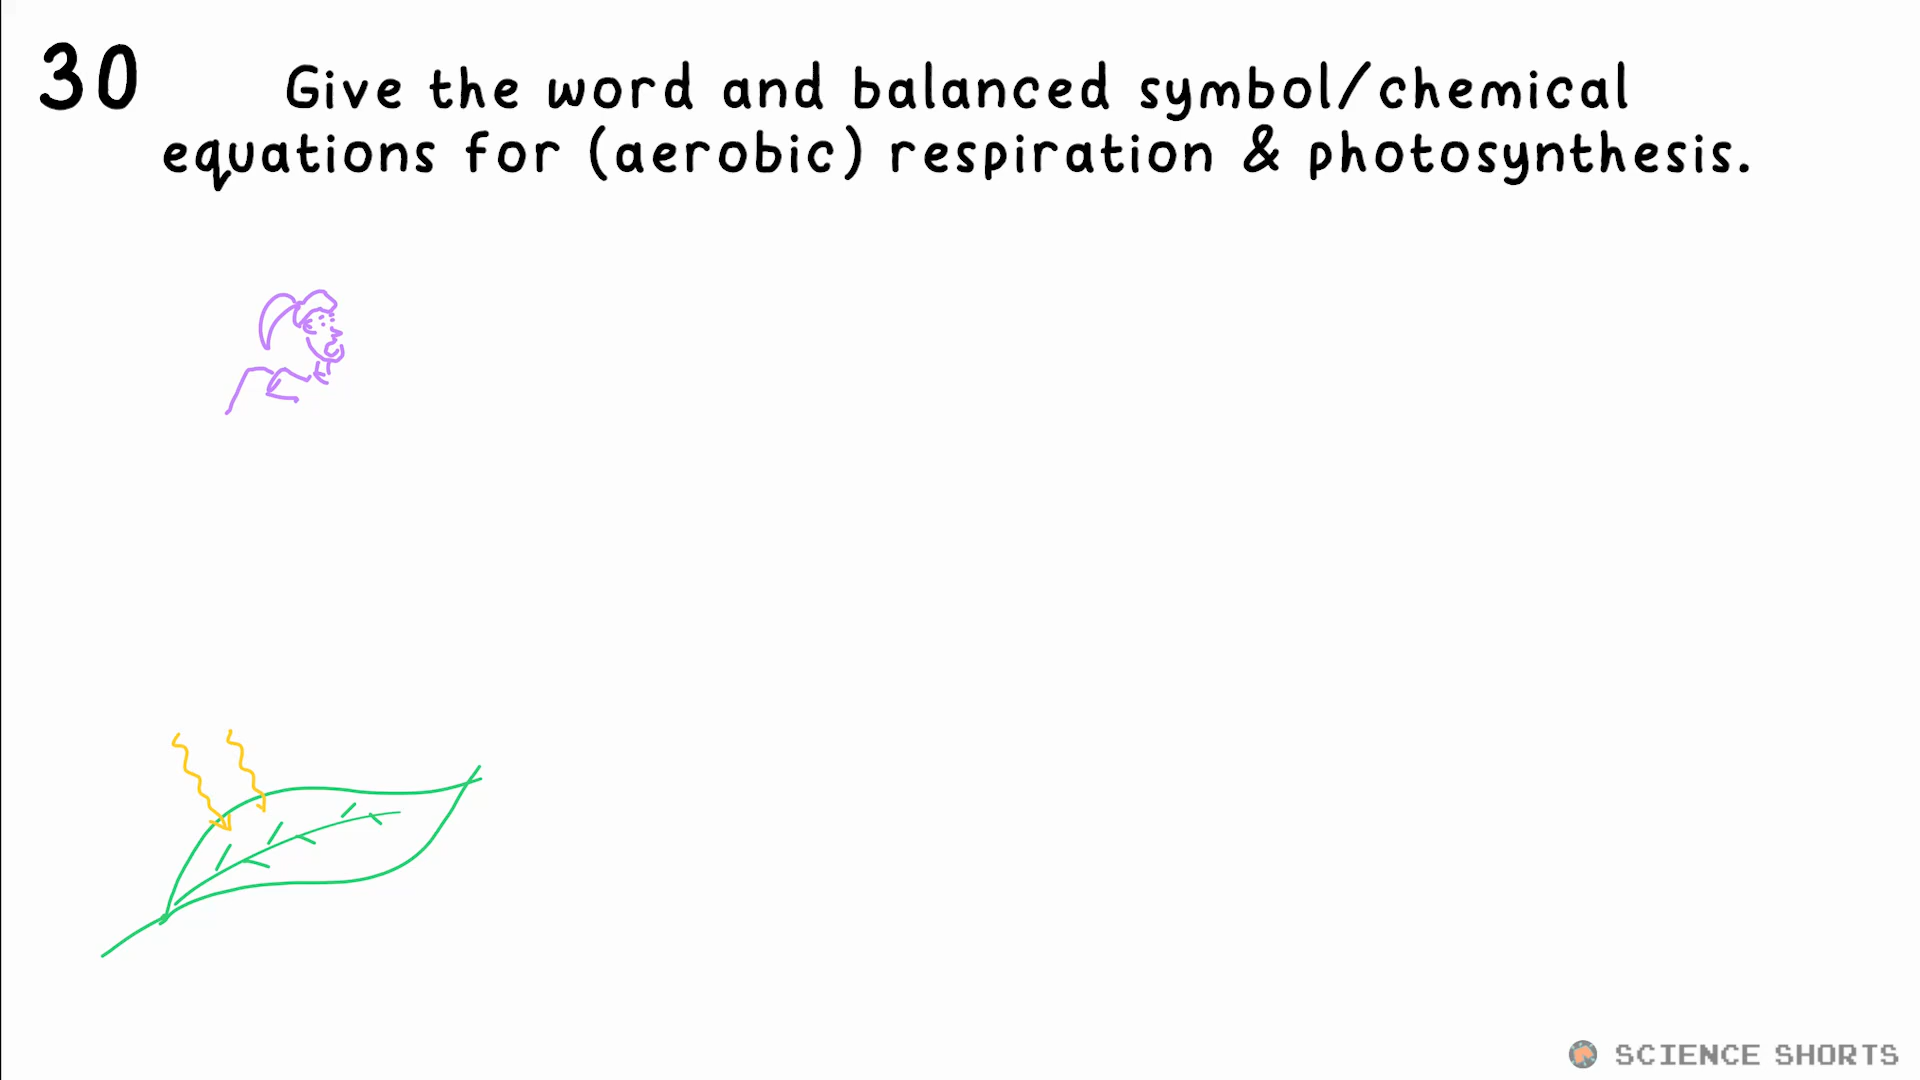 30
Give the word and balanced symbol/chemical
equations for (aerobic) respiration & photosynthesis.
SCIENCE SHORTS